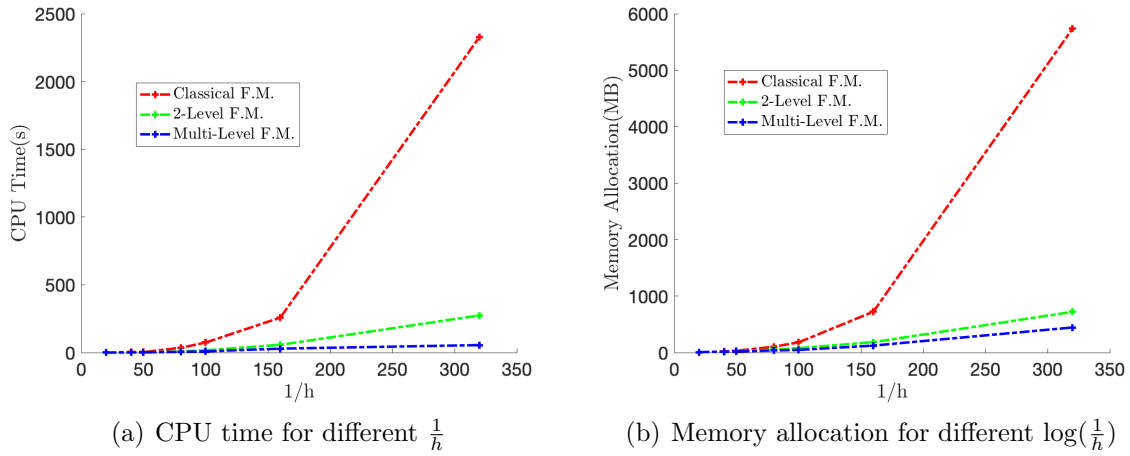 2500
2000
1500
1000
500
0
CPU Time(s)
Classical F.M.
2-Level F.M.
Multi-Level F.M.
0 50 100 150 200 250 300 350
1/h
(a) CPU time for different 1/h
6000
5000
4000
3000
2000
1000
0
Memory Allocation(MB)
Classical F.M.
2-Level F.M.
Multi-Level F.M.
0 50 100 150 200 250 300 350
1/h
(b) Memory allocation for different log(1/h)